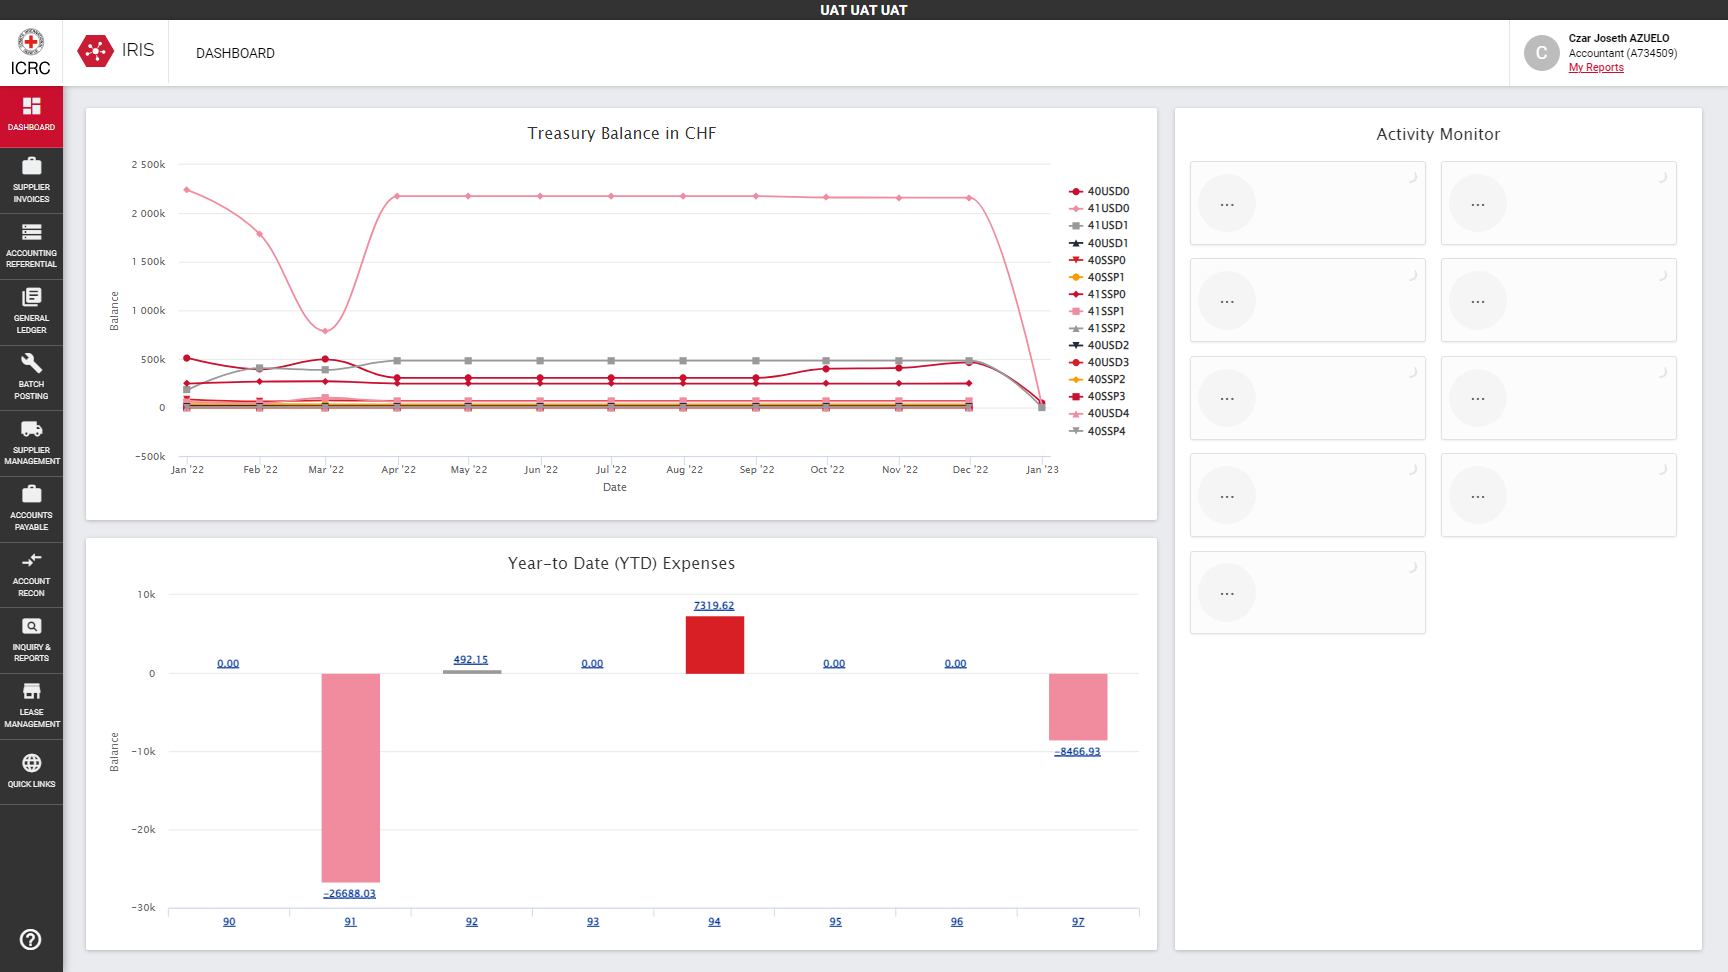 UAT UAT UAT
ICRC
IRIS
DASHBOARD
C
Czar Joseth AZUELO
Accountant (A734509)
My Reports
DASHBOARD
SUPPLIER
INVOICES
ACCOUNTING
REFERENTIAL
GENERAL
LEDGER
BATCH
POSTING
SUPPLIER
MANAGEMENT
ACCOUNTS
PAYABLE
ACCOUNT
RECON
INQUIRY &
REPORTS
LEASE
MANAGEMENT
QUICK LINKS
Treasury Balance in CHF
Balance
2 500k
2 000k
1 500k
1 000k
500k
0
-500k
Jan '22
Feb '22
Mar '22
Apr '22
May '22
Jun '22
Jul '22
Aug '22
Sep '22
Oct '22
Nov '22
Dec '22
Jan '23
Date
40USD0
41USD0
41USD1
40USD1
40SSP0
40SSP1
41SSP0
41SSP1
41SSP2
40USD2
40USD3
40SSP2
40SSP3
40USD4
40SSP4
Year-to Date (YTD) Expenses
Balance
10k
0
-10k
-20k
-30k
0.00
-26688.03
492.15
0.00
7319.62
0.00
0.00
-8466.93
90
91
92
93
94
95
96
97
Activity Monitor
...
...
...
...
...
...
...
...
...